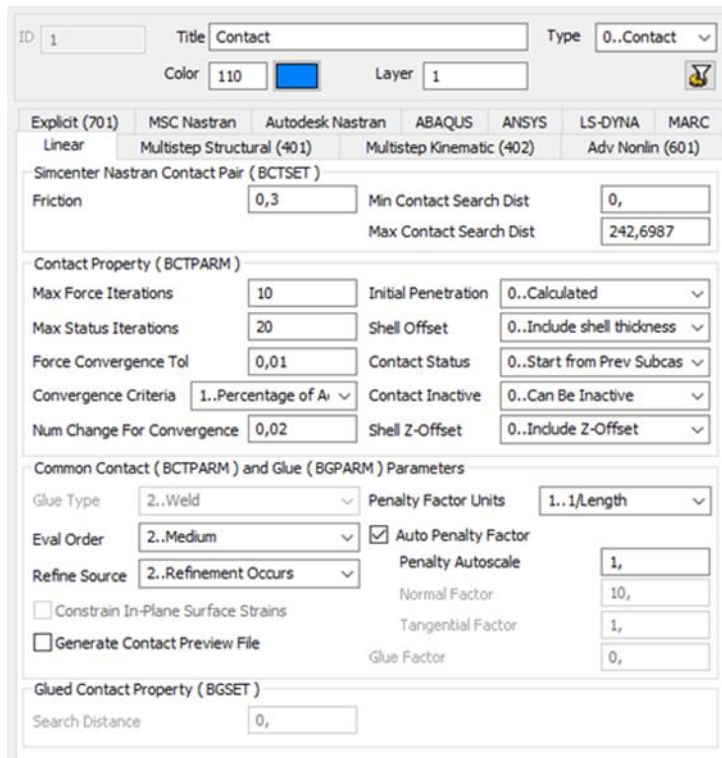 ID 1 Title Contact Type 0..Contact
Color 110 Layer 1
Explicit (701) MSC Nastran Autodesk Nastran ABAQUS ANSYS LS-DYNA MARC
Linear Multistep Structural (401) Multistep Kinematic (402) Adv Nonlin (601)
Simcenter Nastran Contact Pair (BCTSET)
Friction 0,3 Min Contact Search Dist 0,
Max Contact Search Dist 242,6987
Contact Property (BCTPARM)
Max Force Iterations 10 Initial Penetration 0..Calculated
Max Status Iterations 20 Shell Offset 0..Include shell thickness
Force Convergence Tol 0,01 Contact Status 0..Start from Prev Subcas
Convergence Criteria 1..Percentage of A Contact Inactive 0..Can Be Inactive
Num Change For Convergence 0,02 Shell Z-Offset 0..Include Z-Offset
Common Contact (BCTPARM) and Glue (BGPARM) Parameters
Glue Type 2..Weld Penalty Factor Units 1..1/Length
Eval Order 2..Medium Auto Penalty Factor
Refine Source 2..Refinement Occurs Penalty Autoscale 1,
Normal Factor 10,
Constrain In-Plane Surface Strains
Tangential Factor 1,
Generate Contact Preview File
Glue Factor 0,
Glued Contact Property (BGSET)
Search Distance 0,